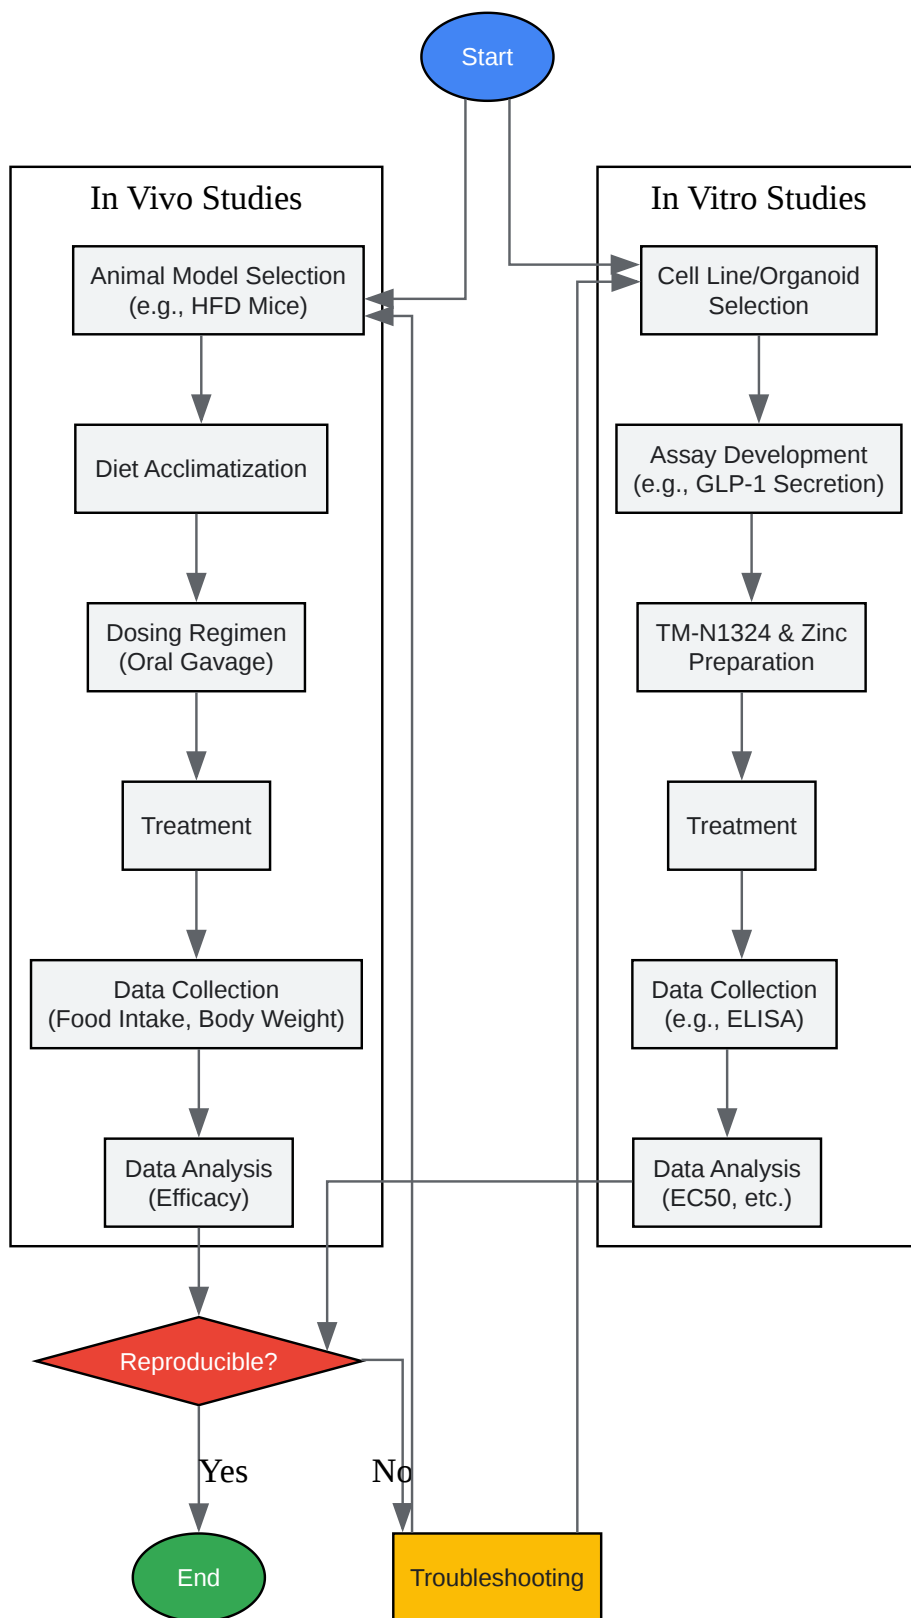 Start
In Vivo Studies
Animal Model Selection
(e.g., HFD Mice)
Diet Acclimatization
Dosing Regimen
(Oral Gavage)
Treatment
Data Collection
(Food Intake, Body Weight)
Data Analysis
(Efficacy)
In Vitro Studies
Cell Line/Organoid
Selection
Assay Development
(e.g., GLP-1 Secretion)
TM-N1324 & Zinc
Preparation
Treatment
Data Collection
(e.g., ELISA)
Data Analysis
(EC50, etc.)
Reproducible?
Yes
No
End
Troubleshooting